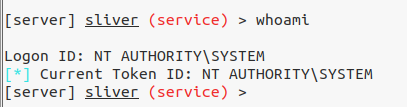 [server] sliver (service) > whoami
Logon ID: NT AUTHORITY\SYSTEM
[*] Current Token ID: NT AUTHORITY\SYSTEM
[server] sliver (service) >